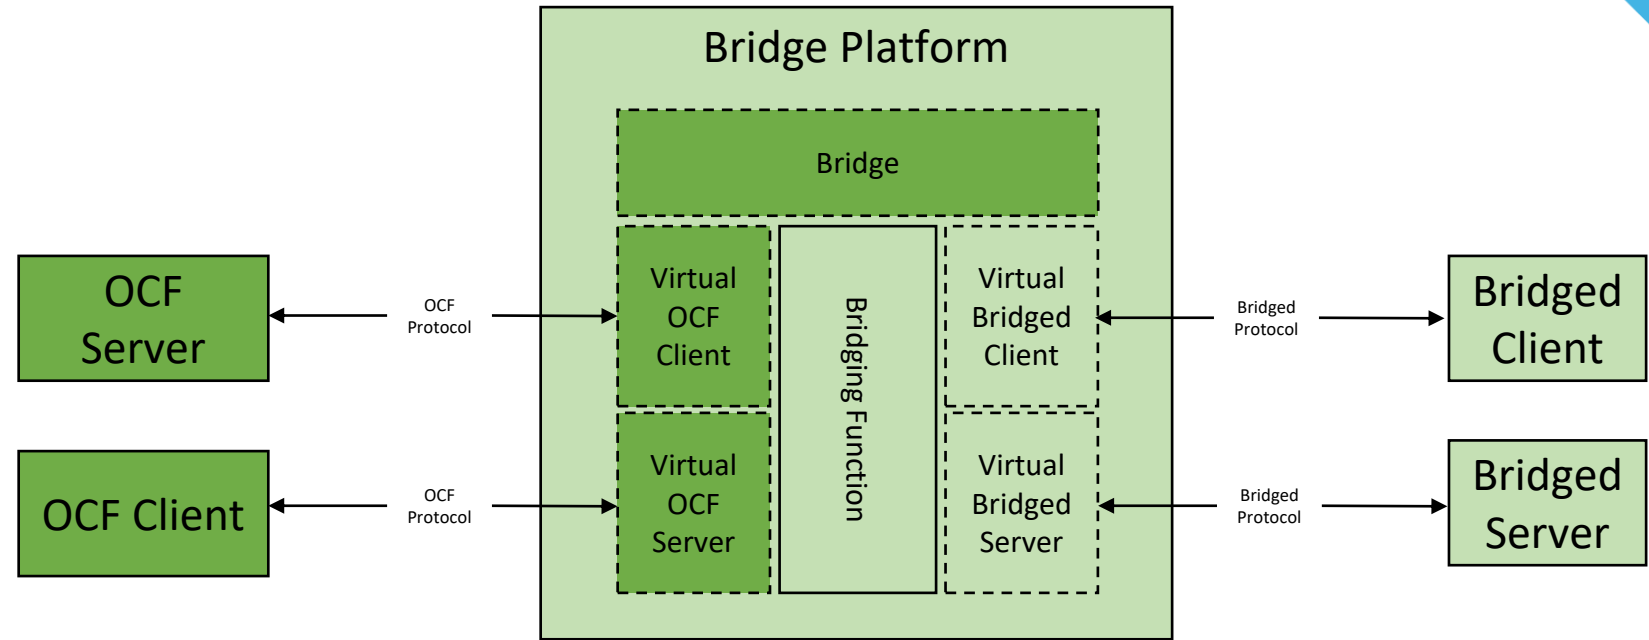 Bridge Platform
Bridge
OCF
Server
OCF
Protocol
Virtual
OCF
Client
Bridging Function
Virtual
Bridged
Client
Bridged
Protocol
Bridged
Client
OCF Client
OCF
Protocol
Virtual
OCF
Server
Virtual
Bridged
Server
Bridged
Protocol
Bridged
Server